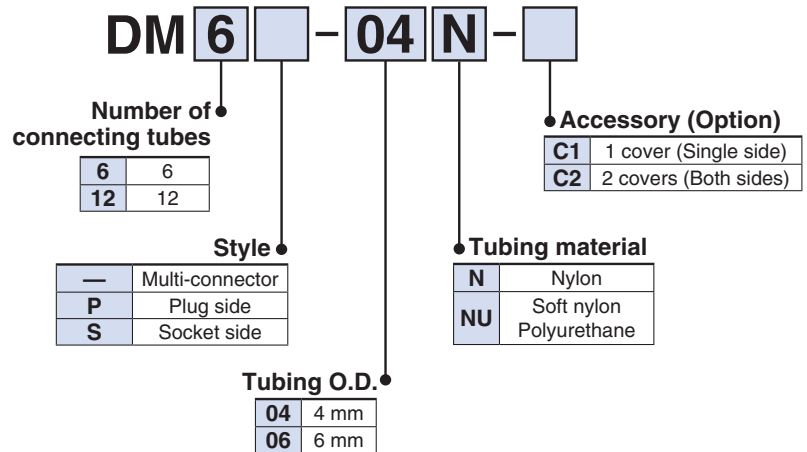 DM 6 - 04 N -
Number of
connecting tubes
6 6
12 12
Accessory (Option)
C1 1 cover (Single side)
C2 2 covers (Both sides)
Style
— Multi-connector
P Plug side
S Socket side
Tubing material
N Nylon
NU Soft nylon
Polyurethane
Tubing O.D.
04 4 mm
06 6 mm